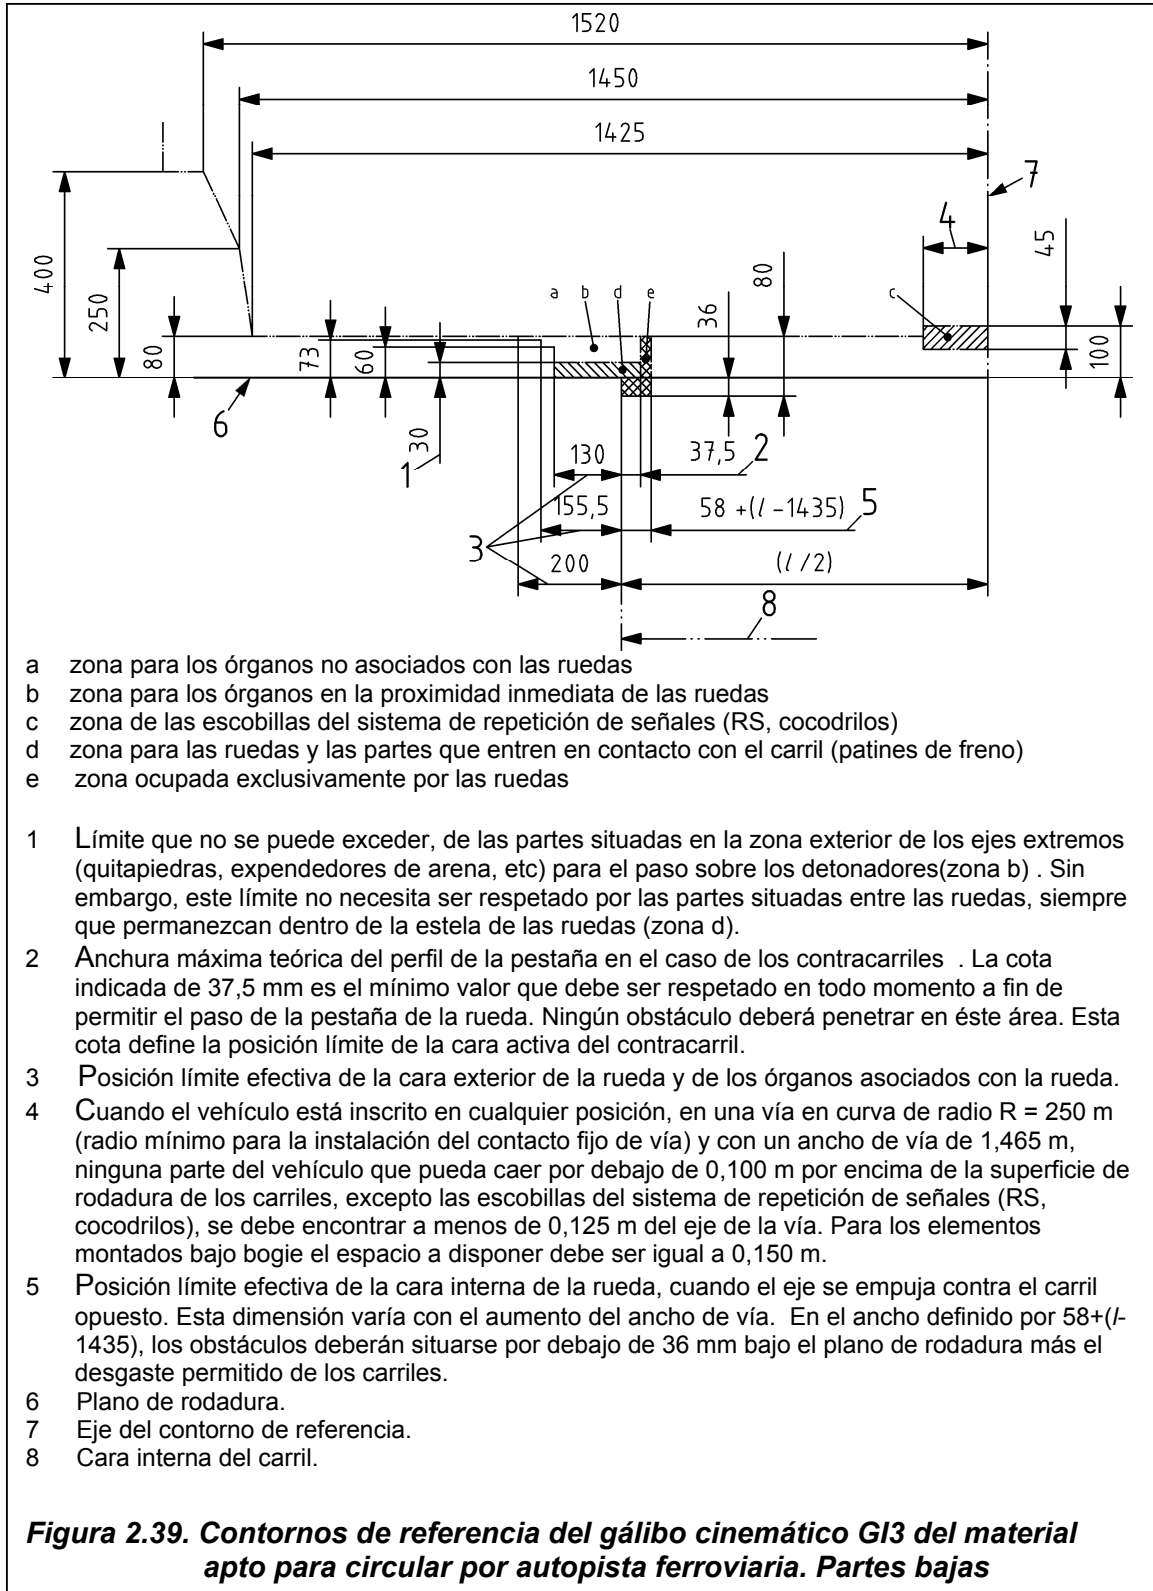 1520
1450
1425
7
4
45
400
250
80
73
60
a b d e
36
80
c
100
6
1
30
130
37,5
2
155,5
58 +(l -1435)
5
3
200
(l /2)
8
a zona para los órganos no asociados con las ruedas
b zona para los órganos en la proximidad inmediata de las ruedas
c zona de las escobillas del sistema de repetición de señales (RS, cocodrilos)
d zona para las ruedas y las partes que entren en contacto con el carril (patines de freno)
e zona ocupada exclusivamente por las ruedas
1 Límite que no se puede exceder, de las partes situadas en la zona exterior de los ejes extremos
(quitapiedras, expendedores de arena, etc) para el paso sobre los detonadores(zona b) . Sin
embargo, este límite no necesita ser respetado por las partes situadas entre las ruedas, siempre
que permanezcan dentro de la estela de las ruedas (zona d).
2 Anchura máxima teórica del perfil de la pestaña en el caso de los contracarriles . La cota
indicada de 37,5 mm es el mínimo valor que debe ser respetado en todo momento a fin de
permitir el paso de la pestaña de la rueda. Ningún obstáculo deberá penetrar en éste área. Esta
cota define la posición límite de la cara activa del contracarril.
3 Posición límite efectiva de la cara exterior de la rueda y de los órganos asociados con la rueda.
4 Cuando el vehículo está inscrito en cualquier posición, en una vía en curva de radio R = 250 m
(radio mínimo para la instalación del contacto fijo de vía) y con un ancho de vía de 1,465 m,
ninguna parte del vehículo que pueda caer por debajo de 0,100 m por encima de la superficie de
rodadura de los carriles, excepto las escobillas del sistema de repetición de señales (RS,
cocodrilos), se debe encontrar a menos de 0,125 m del eje de la vía. Para los elementos
montados bajo bogie el espacio a disponer debe ser igual a 0,150 m.
5 Posición límite efectiva de la cara interna de la rueda, cuando el eje se empuja contra el carril
opuesto. Esta dimensión varía con el aumento del ancho de vía. En el ancho definido por 58+(l-
1435), los obstáculos deberán situarse por debajo de 36 mm bajo el plano de rodadura más el
desgaste permitido de los carriles.
6 Plano de rodadura.
7 Eje del contorno de referencia.
8 Cara interna del carril.
Figura 2.39. Contornos de referencia del gálibo cinemático GI3 del material
apto para circular por autopista ferroviaria. Partes bajas